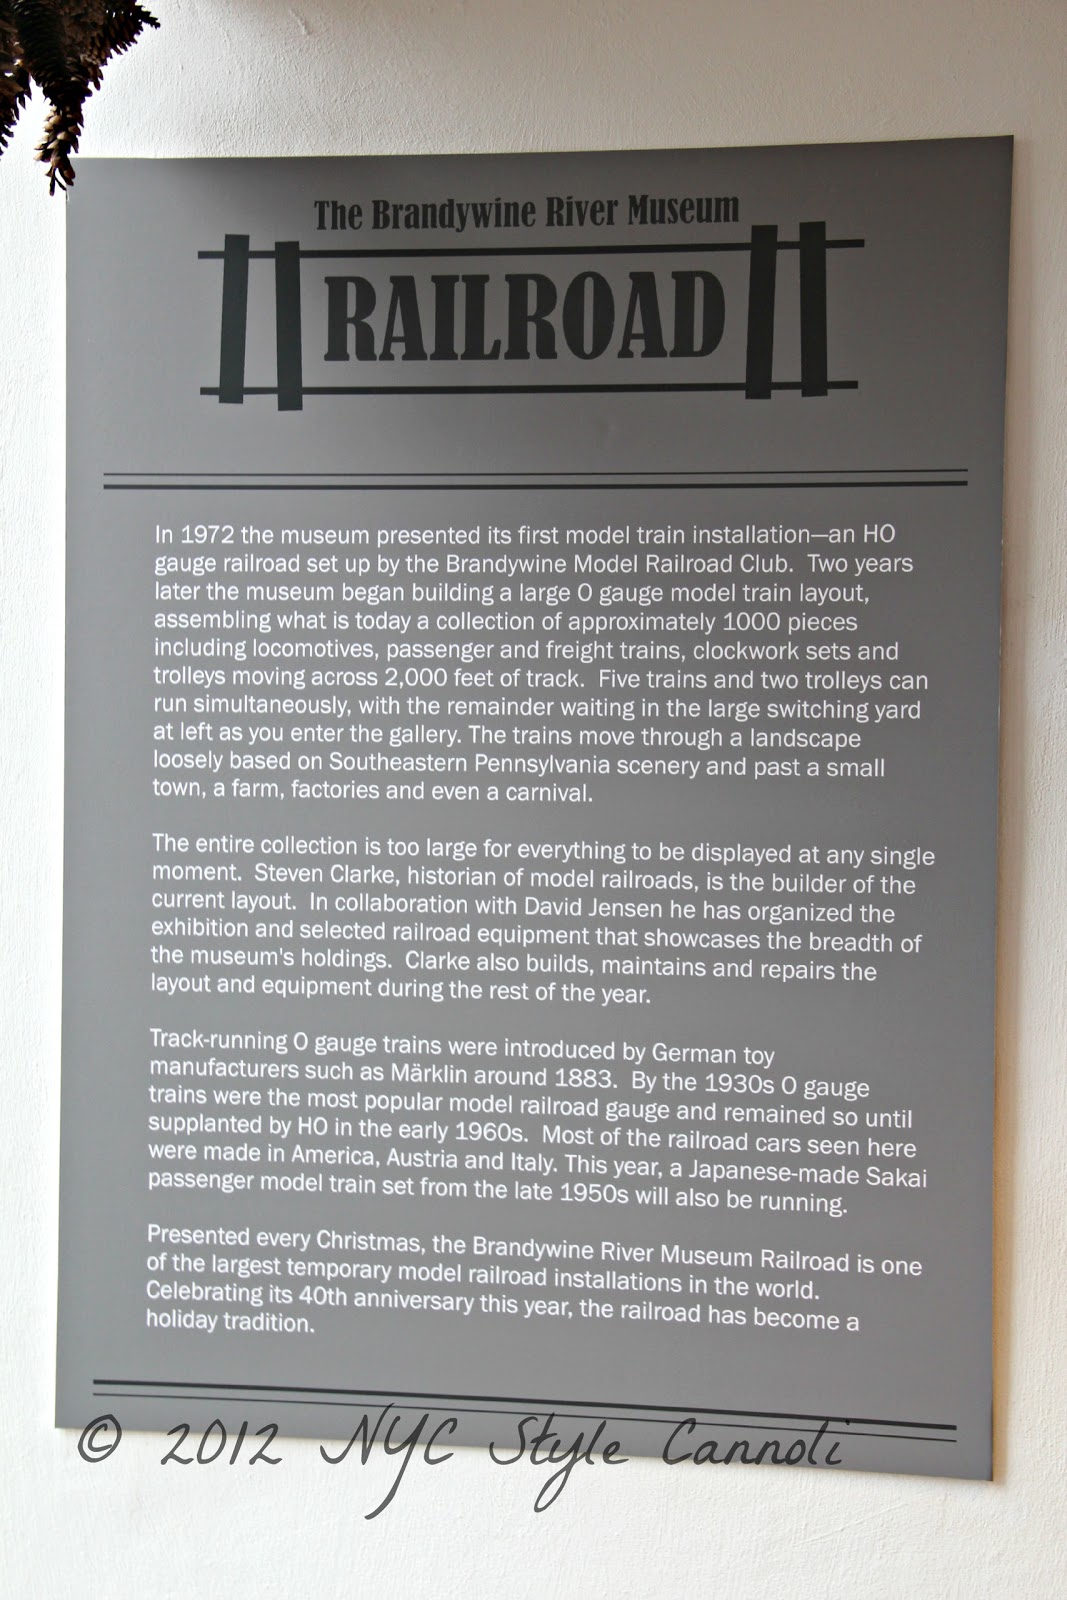 The Brandywine River Museum
RAILROAD
In 1972 the museum presented its first model train installation—an HO
gauge railroad set up by the Brandywine Model Railroad Club.  Two years
later the museum began building a large O gauge model train layout,
assembling what is today a collection of approximately 1000 pieces
including locomotives, passenger and freight trains, clockwork sets and
trolleys moving across 2,000 feet of track.  Five trains and two trolleys can
run simultaneously, with the remainder waiting in the large switching yard
at left as you enter the gallery. The trains move through a landscape
loosely based on Southeastern Pennsylvania scenery and past a small
town, a farm, factories and even a carnival.
The entire collection is too large for everything to be displayed at any single
moment.  Steven Clarke, historian of model railroads, is the builder of the
current layout.  In collaboration with David Jensen he has organized the
exhibition and selected railroad equipment that showcases the breadth of
the museum's holdings.  Clarke also builds, maintains and repairs the
layout and equipment during the rest of the year.
Track-running O gauge trains were introduced by German toy
manufacturers such as Märklin around 1883.  By the 1930s O gauge
trains were the most popular model railroad gauge and remained so until
supplanted by HO in the early 1960s.  Most of the railroad cars seen here
were made in America, Austria and Italy. This year, a Japanese-made Sakai
passenger model train set from the late 1950s will also be running.
Presented every Christmas, the Brandywine River Museum Railroad is one
of the largest temporary model railroad installations in the world.
Celebrating its 40th anniversary this year, the railroad has become a
holiday tradition.
© 2012 NYC Style Cannoli